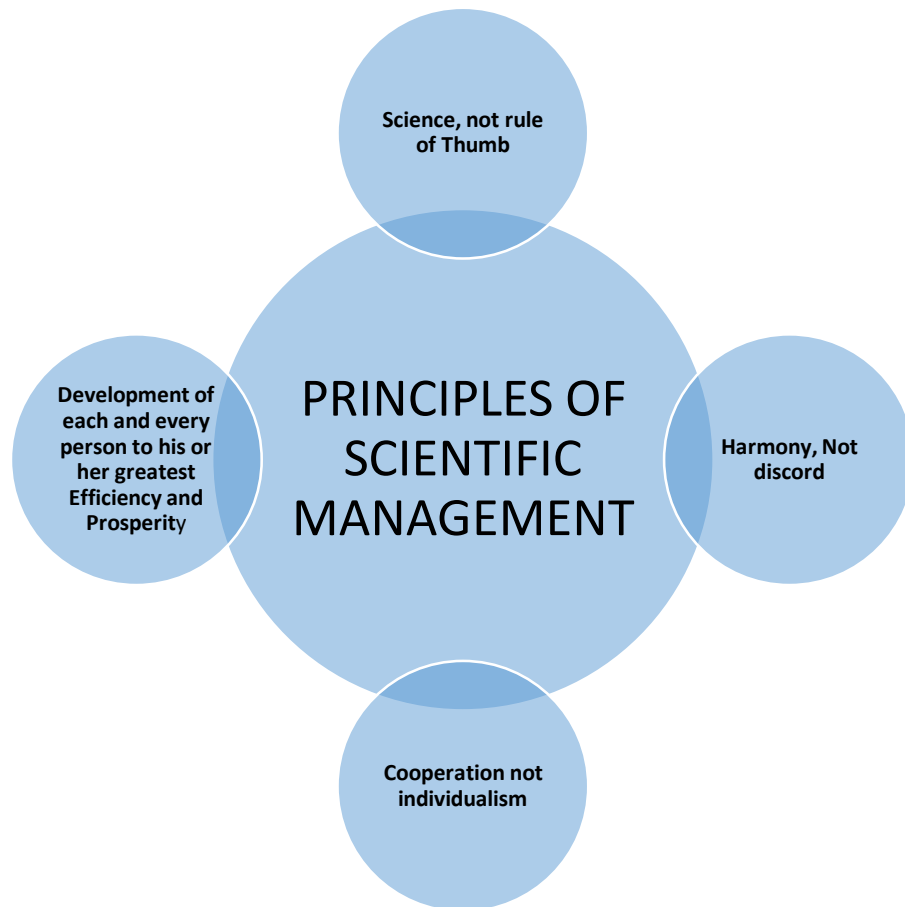 Science, not rule
of Thumb
Development of
each and every
person to his or
her greatest
Efficiency and
Prosperity
PRINCIPLES OF
SCIENTIFIC
MANAGEMENT
Harmony, Not
discord
Cooperation not
individualism